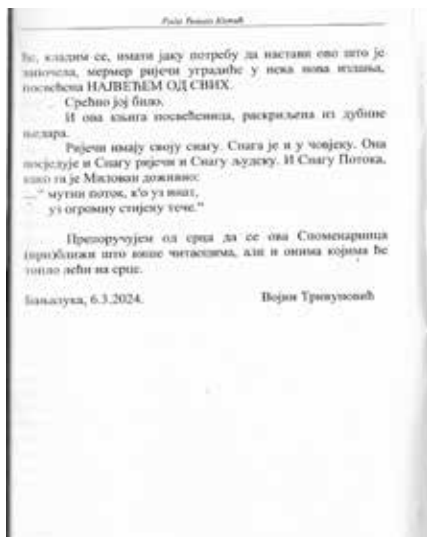 ће, кладим се, имати јаку потребу да настави ово што је
започела, мермер ријечи уградиће у нека нова издања,
посвећена НАЈВЕЋЕМ ОД СВИХ.
Срећно јој било.
И ова књига посвећеница, раскриљена из дубине
њедара.
Ријечи имају своју снагу. Снага је и у човјеку. Она
посједује и Снагу ријечи и Снагу људску. И Снагу Потока,
како га је Милован доживио:
...“ мутни поток, к'о уз инат,
уз огромну стијену тече.“
Препоручујем од срца да се ова Споменарница
приближи што више читаоцима, али и онима којима ће
топло лећи на срце.
Бањалука, 6.3.2024.
Војин Тривуновић